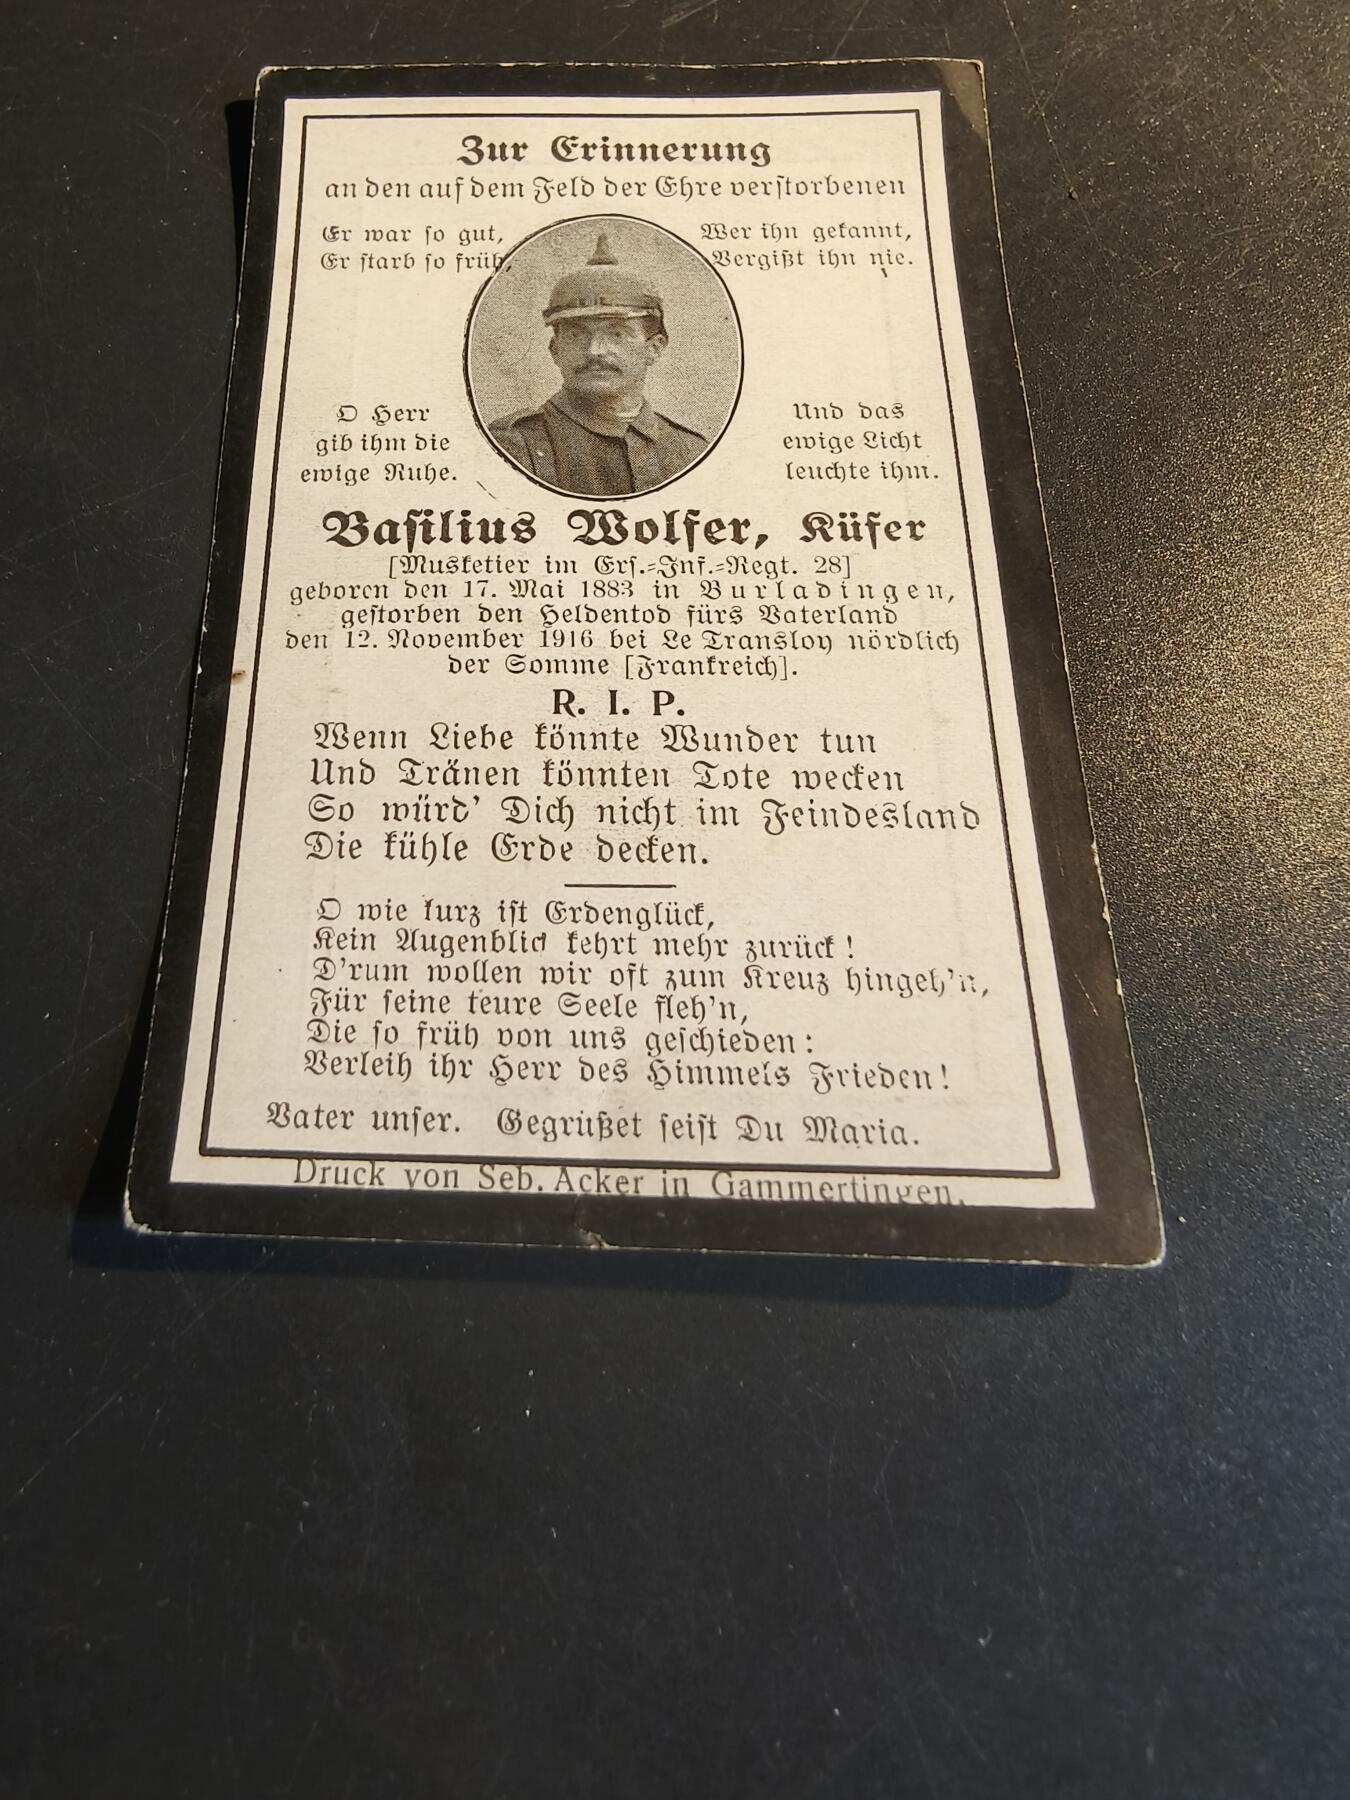 Zur Erinnerung
an den auf dem Feld der Ehre verstorbenen
Er war so gut,
Er starb so früh,
Wer ihn gekannt,
Vergißt ihn nie.
O Herr
gib ihm die
ewige Ruhe.
Und das
ewige Licht
leuchte ihm.
Basilius Wolfer, Küfer
[Musketier im Ers.-Inf.-Regt. 28]
geboren den 17. Mai 1883 in Burladingen,
gestorben den Heldentod fürs Vaterland
den 12. November 1916 bei Le Transloy nördlich
der Somme [Frankreich].
R. I. P.
Wenn Liebe könnte Wunder tun
Und Tränen könnten Tote wecken
So würd' Dich nicht im Feindesland
Die kühle Erde decken.
O wie kurz ist Erdenglück,
Kein Augenblick kehrt mehr zurück!
D'rum wollen wir oft zum Kreuz hingeh'n,
Für seine teure Seele fleh'n,
Die so früh von uns geschieden:
Verleih ihr Herr des Himmels Frieden!
Vater unser. Gegrüßet seist Du Maria.
Druck von Seb. Acker in Gammertingen.